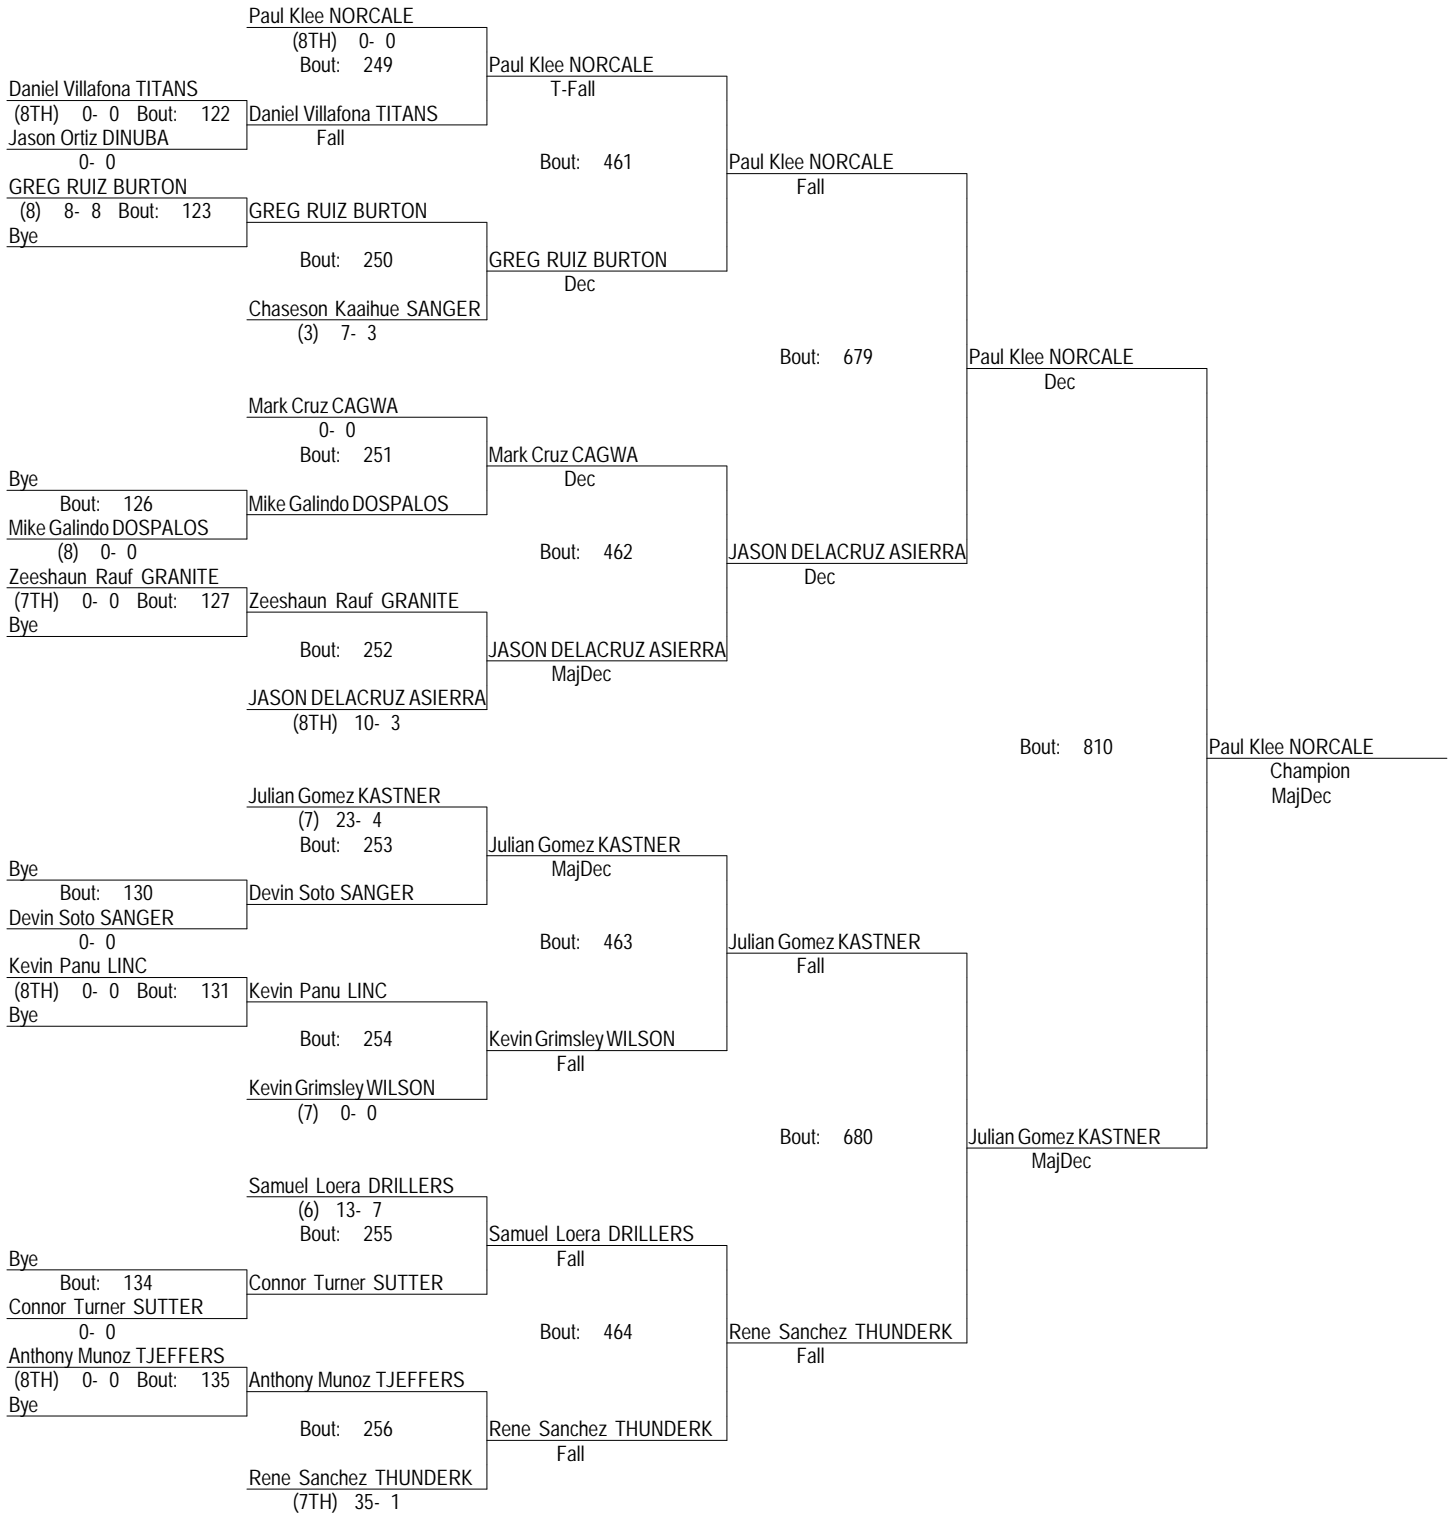 Paul Klee NORCALE
(8TH) 0- 0
Bout: 249
Paul Klee NORCALE
T-Fall
Daniel Villafona TITANS
(8TH) 0- 0 Bout: 122
Daniel Villafona TITANS
Fall
Jason Ortiz DINUBA
0- 0
Bout: 461
Paul Klee NORCALE
Fall
GREG RUIZ BURTON
(8) 8- 8 Bout: 123
GREG RUIZ BURTON
Bye
Bout: 250
GREG RUIZ BURTON
Dec
Chaseson Kaaihue SANGER
(3) 7- 3
Bout: 679
Paul Klee NORCALE
Dec
Mark Cruz CAGWA
0- 0
Bout: 251
Mark Cruz CAGWA
Dec
Bye
Bout: 126
Mike Galindo DOSPALOS
Mike Galindo DOSPALOS
(8) 0- 0
Bout: 462
JASON DELACRUZ ASIERRA
Dec
Zeeshaun Rauf GRANITE
(7TH) 0- 0 Bout: 127
Zeeshaun Rauf GRANITE
Bye
Bout: 252
JASON DELACRUZ ASIERRA
MajDec
JASON DELACRUZ ASIERRA
(8TH) 10- 3
Bout: 810
Paul Klee NORCALE
Champion
MajDec
Julian Gomez KASTNER
(7) 23- 4
Bout: 253
Julian Gomez KASTNER
MajDec
Bye
Bout: 130
Devin Soto SANGER
Devin Soto SANGER
0- 0
Bout: 463
Julian Gomez KASTNER
Fall
Kevin Panu LINC
(8TH) 0- 0 Bout: 131
Kevin Panu LINC
Bye
Bout: 254
Kevin Grimsley WILSON
Fall
Kevin Grimsley WILSON
(7) 0- 0
Bout: 680
Julian Gomez KASTNER
MajDec
Samuel Loera DRILLERS
(6) 13- 7
Bout: 255
Samuel Loera DRILLERS
Fall
Bye
Bout: 134
Connor Turner SUTTER
Connor Turner SUTTER
0- 0
Bout: 464
Rene Sanchez THUNDERK
Fall
Anthony Munoz TJEFFERS
(8TH) 0- 0 Bout: 135
Anthony Munoz TJEFFERS
Bye
Bout: 256
Rene Sanchez THUNDERK
Fall
Rene Sanchez THUNDERK
(7TH) 35- 1